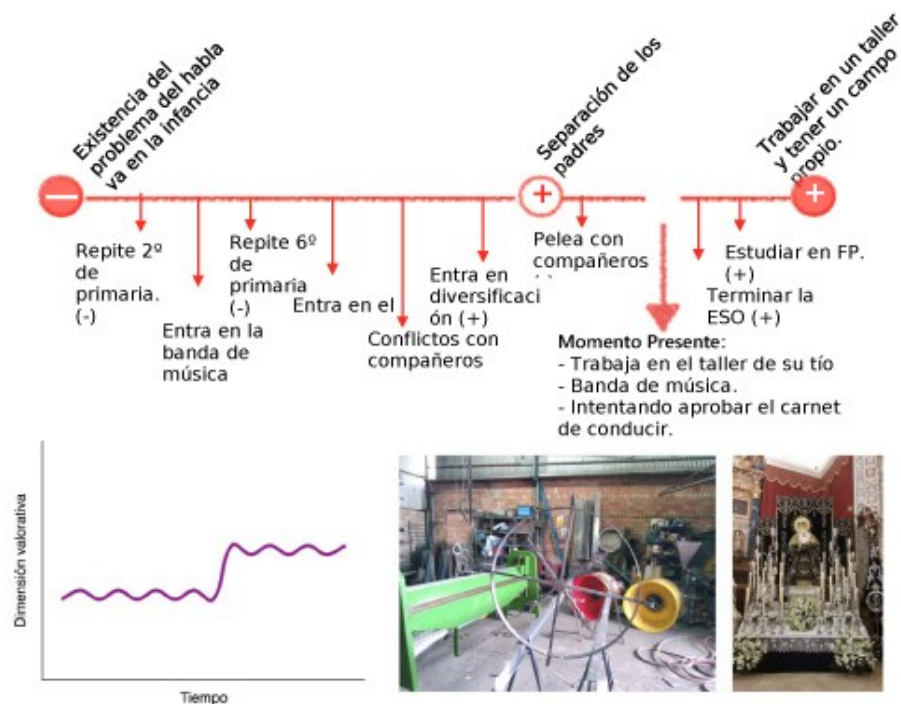 Existencia del
problema del habla
va en la infancia
Separación de los
padres
Trabajar en un taller
y tener un campo
propio.
Repite 2º
de
primaria.
(-)
Entra en la
banda de
música
Repite 6º
de
primaria
(-)
Entra en el
Conflictos con
compañeros
Entra en
diversificaci
ón (+)
Pelea con
compañeros
Estudiar en FP.
(+)
Terminar la
ESO (+)
Momento Presente:
- Trabaja en el taller de su tío
- Banda de música.
- Intentando aprobar el carnet
de conducir.
Dimensión valorativa
Tiempo